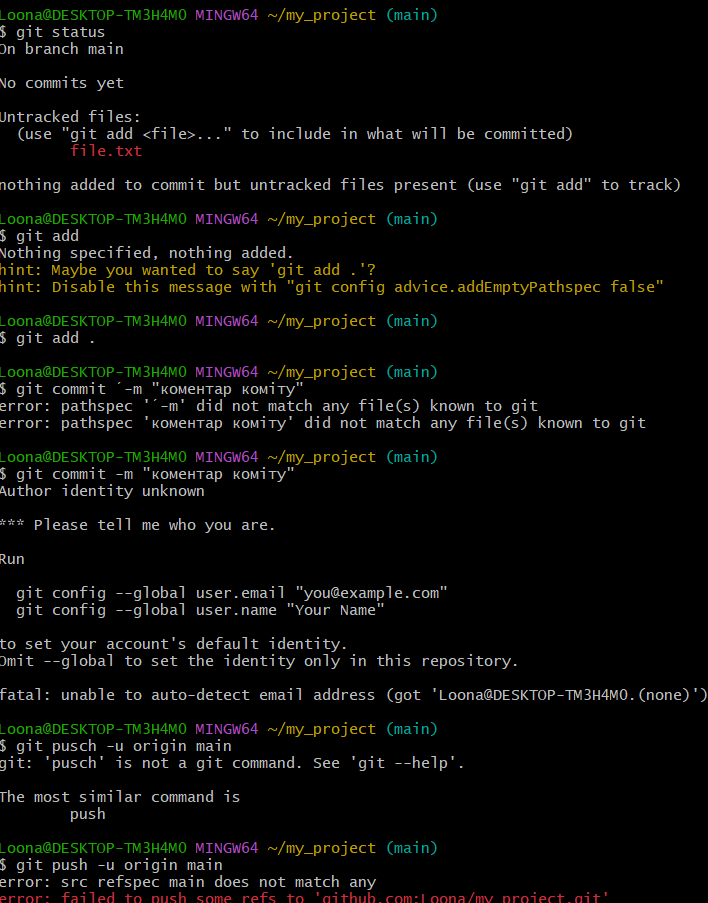 Loona@DESKTOP-TM3H4MO MINGW64 ~/my_project (main)
$ git status
On branch main
No commits yet
Untracked files:
  (use "git add <file>..." to include in what will be committed)
        file.txt
nothing added to commit but untracked files present (use "git add" to track)
Loona@DESKTOP-TM3H4MO MINGW64 ~/my_project (main)
$ git add
Nothing specified, nothing added.
hint: Maybe you wanted to say 'git add .'?
hint: Disable this message with "git config advice.addEmptyPathspec false"
Loona@DESKTOP-TM3H4MO MINGW64 ~/my_project (main)
$ git add .
Loona@DESKTOP-TM3H4MO MINGW64 ~/my_project (main)
$ git commit ´-m "коментар коміту"
error: pathspec '´-m' did not match any file(s) known to git
error: pathspec 'коментар коміту' did not match any file(s) known to git
Loona@DESKTOP-TM3H4MO MINGW64 ~/my_project (main)
$ git commit -m "коментар коміту"
Author identity unknown
*** Please tell me who you are.
Run
  git config --global user.email "you@example.com"
  git config --global user.name "Your Name"
to set your account's default identity.
Omit --global to set the identity only in this repository.
fatal: unable to auto-detect email address (got 'Loona@DESKTOP-TM3H4MO.(none)')
Loona@DESKTOP-TM3H4MO MINGW64 ~/my_project (main)
$ git pusch -u origin main
git: 'pusch' is not a git command. See 'git --help'.
The most similar command is
        push
Loona@DESKTOP-TM3H4MO MINGW64 ~/my_project (main)
$ git push -u origin main
error: src refspec main does not match any
error: failed to push some refs to 'github.com:Loona/my_project.git'